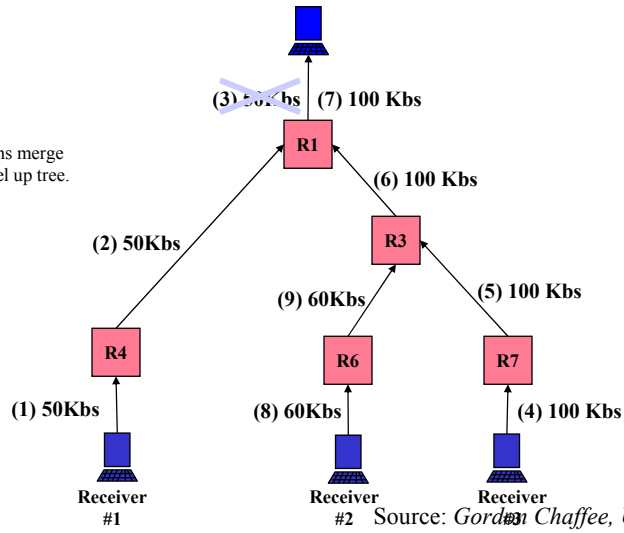 (3) 50Kbs (7) 100 Kbs
R1
ns merge
el up tree.
(6) 100 Kbs
R3
(2) 50Kbs
(9) 60Kbs
(5) 100 Kbs
R4
R6
R7
(1) 50Kbs
(8) 60Kbs
(4) 100 Kbs
Receiver
#1
Receiver
#2
Receiver
#3
Source: Gordon Chaffee,